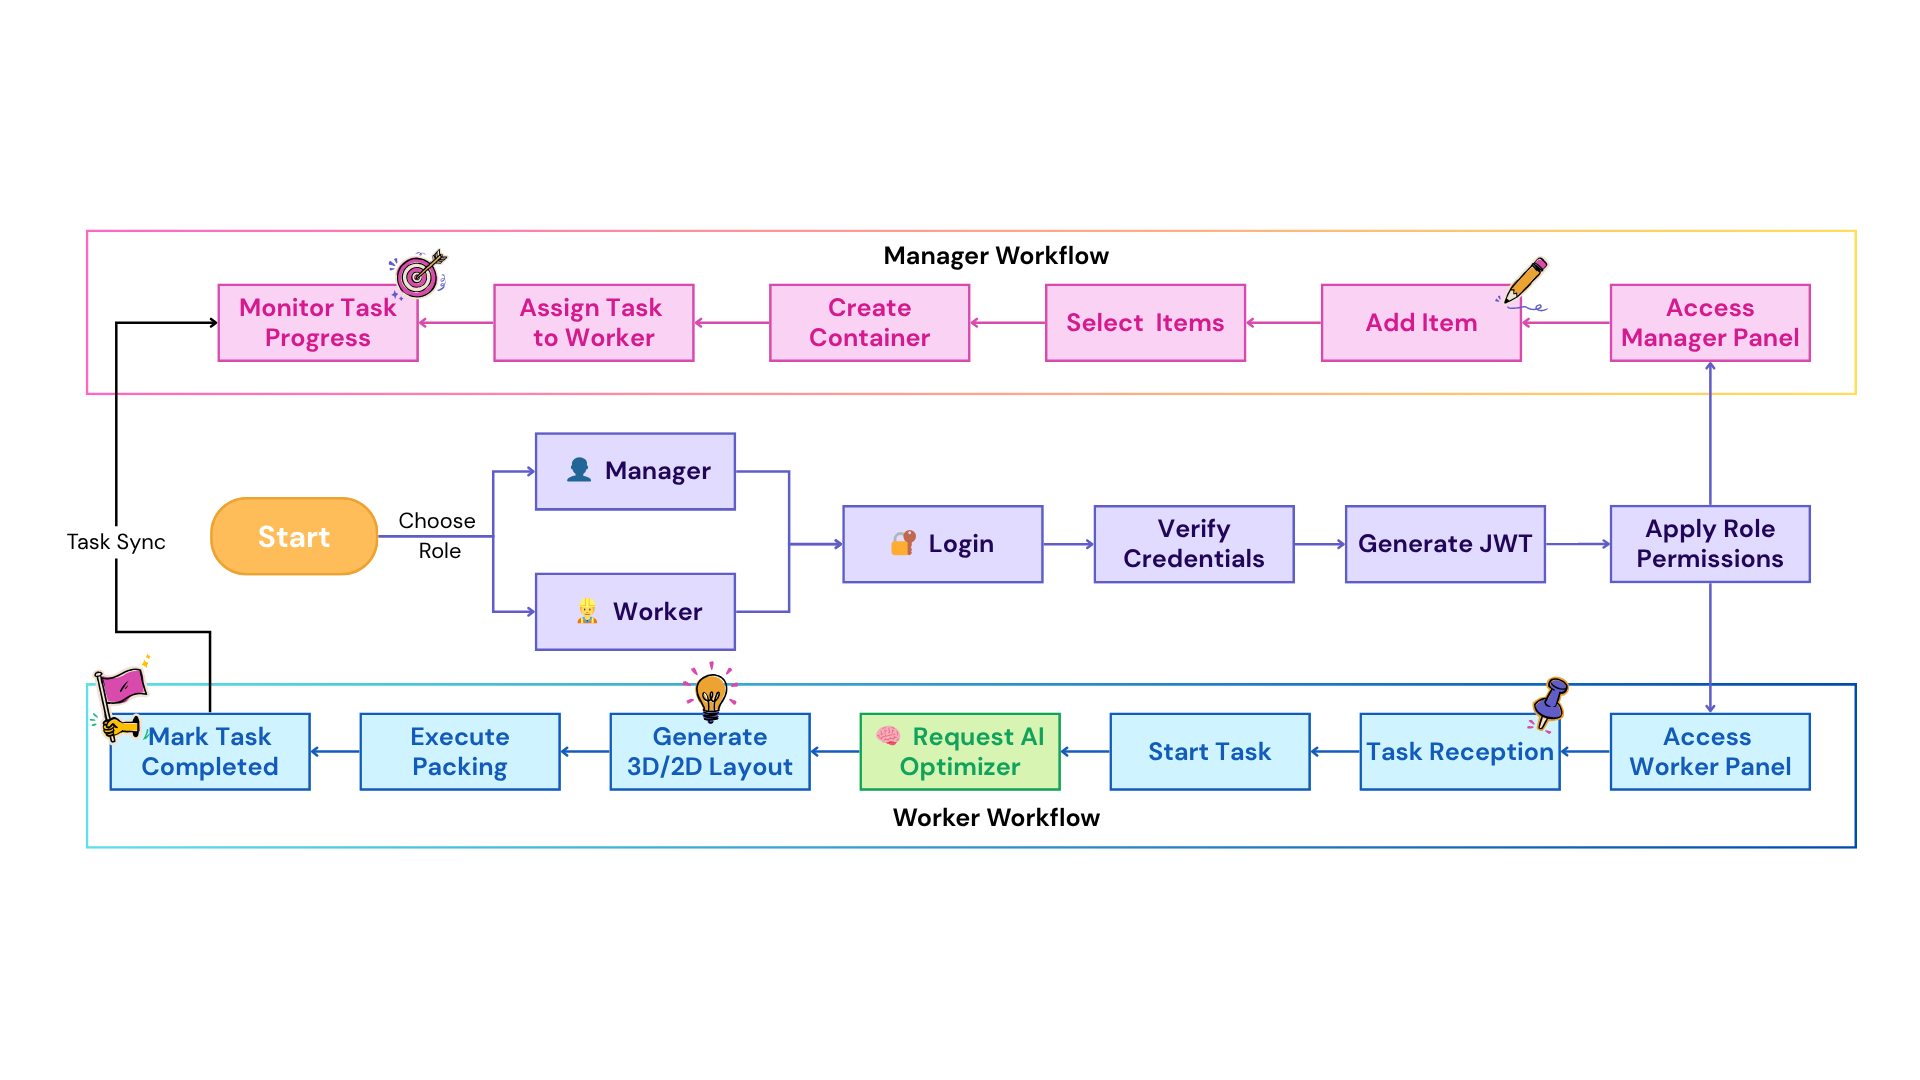 Manager Workflow
Monitor Task
Progress
Assign Task
to Worker
Create
Container
Select Items
Add Item
Access
Manager Panel
Task Sync
Start
Choose
Role
Manager
Worker
Login
Verify
Credentials
Generate JWT
Apply Role
Permissions
Mark Task
Completed
Execute
Packing
Generate
3D/2D Layout
Request AI
Optimizer
Start Task
Task Reception
Access
Worker Panel
Worker Workflow